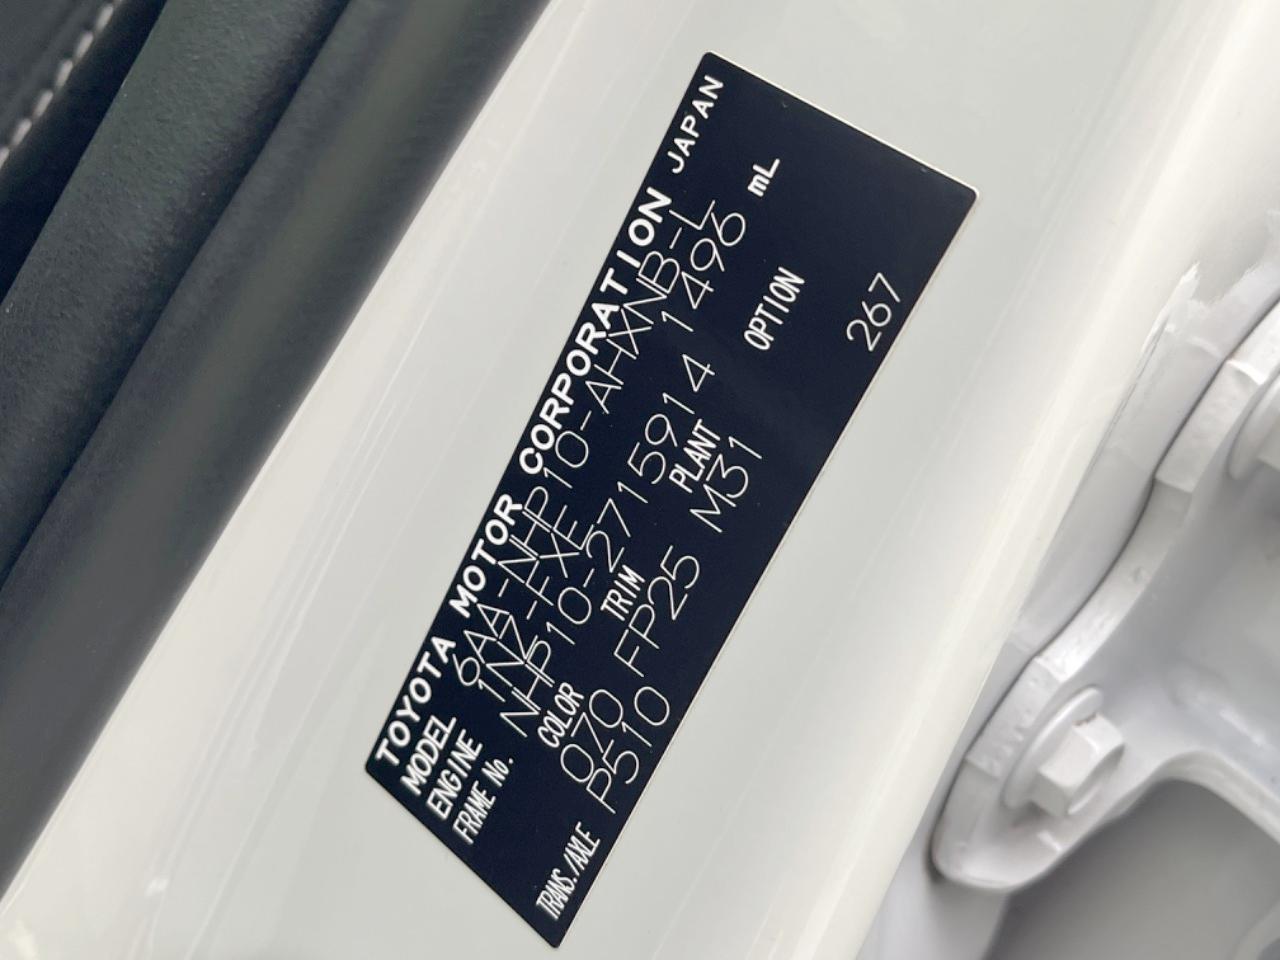 TOYOTA MOTOR CORPORATION JAPAN
MODEL 6AA-NHP10-AHXNB-L
ENGINE 1NZ-FXE 1496 mL
FRAME No. NHP10-2715914
COLOR TRIM PLANT OPTION
070 FP25 M31
TRANS./AXLE P510 267